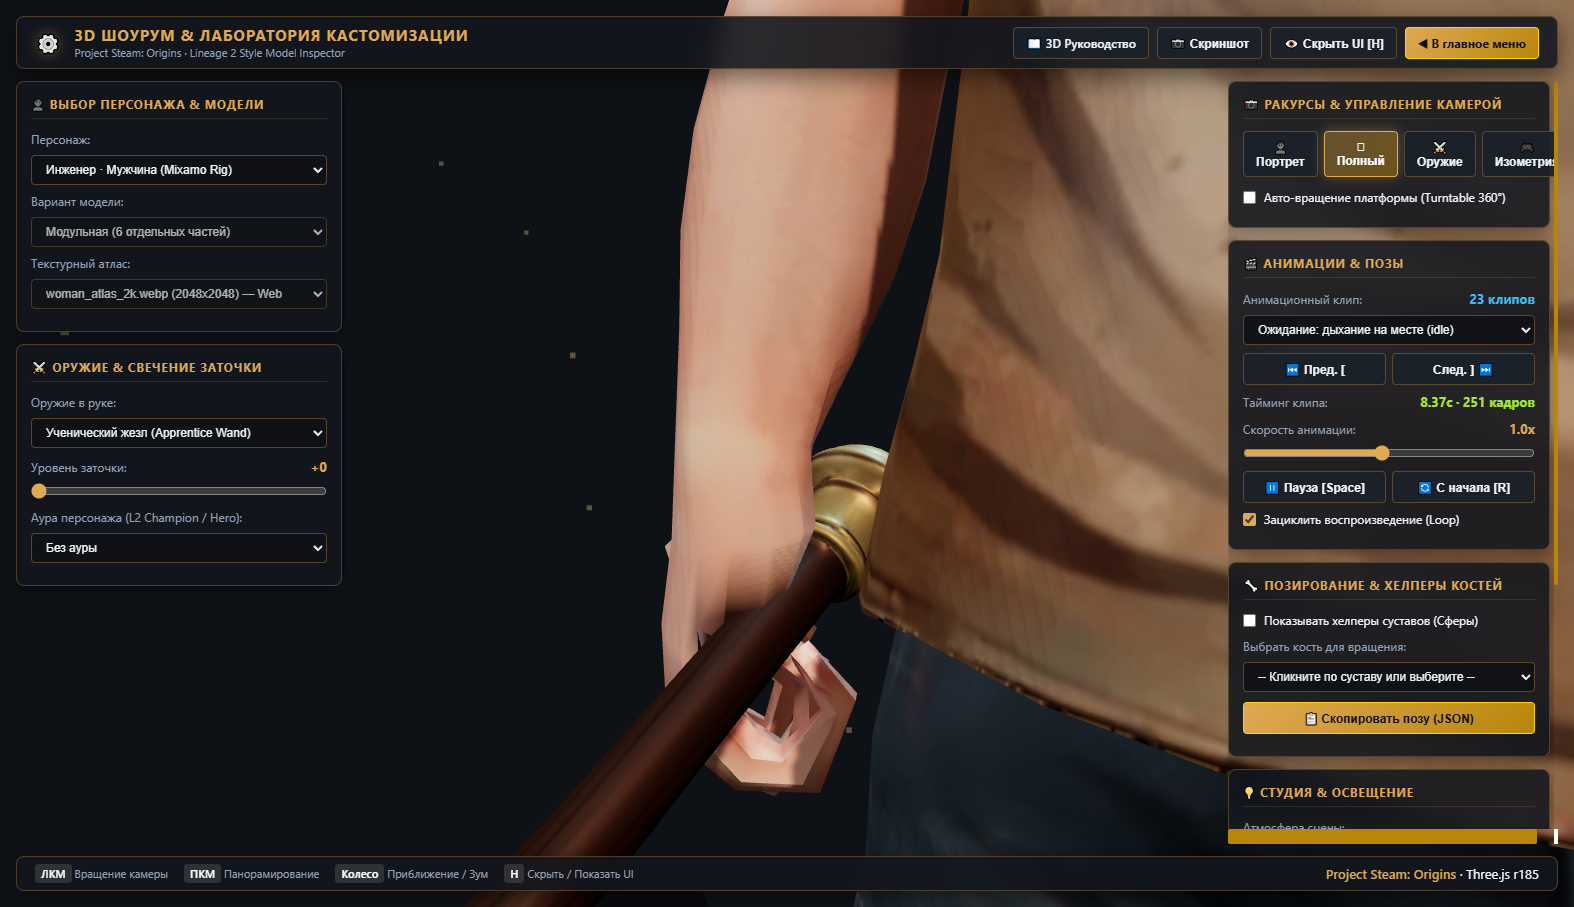 3D ШОУРУМ & ЛАБОРАТОРИЯ КАСТОМИЗАЦИИ
Project Steam: Origins · Lineage 2 Style Model Inspector
3D Руководство
Скриншот
Скрыть UI [H]
◀ В главное меню
ВЫБОР ПЕРСОНАЖА & МОДЕЛИ
Персонаж:
Инженер · Мужчина (Mixamo Rig)
Вариант модели:
Модульная (6 отдельных частей)
Текстурный атлас:
woman_atlas_2k.webp (2048x2048) — Web
ОРУЖИЕ & СВЕЧЕНИЕ ЗАТОЧКИ
Оружие в руке:
Ученический жезл (Apprentice Wand)
Уровень заточки: +0
Аура персонажа (L2 Champion / Hero):
Без ауры
РАКУРСЫ & УПРАВЛЕНИЕ КАМЕРОЙ
Портрет
Полный
Оружие
Изометрия
Авто-вращение платформы (Turntable 360°)
АНИМАЦИИ & ПОЗЫ
Анимационный клип: 23 клипов
Ожидание: дыхание на месте (idle)
Пред. [
След. ]
Тайминг клипа: 8.37с · 251 кадров
Скорость анимации: 1.0x
Пауза [Space]
С начала [R]
Зациклить воспроизведение (Loop)
ПОЗИРОВАНИЕ & ХЕЛПЕРЫ КОСТЕЙ
Показывать хелперы суставов (Сферы)
Выбрать кость для вращения:
-- Кликните по суставу или выберите --
Скопировать позу (JSON)
СТУДИЯ & ОСВЕЩЕНИЕ
Атмосфера сцены:
ЛКМ Вращение камеры
ПКМ Панорамирование
Колесо Приближение / Зум
H Скрыть / Показать UI
Project Steam: Origins · Three.js r185